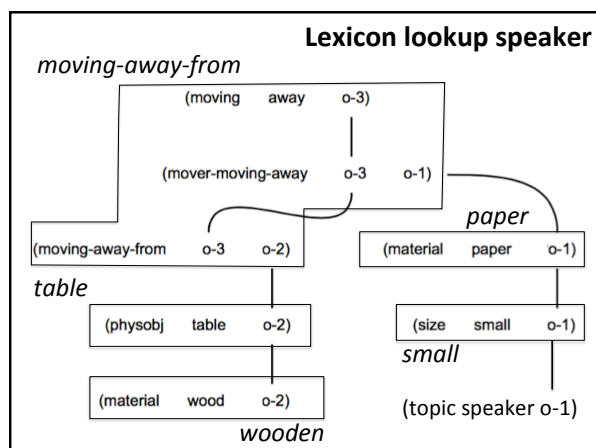 Lexicon lookup speaker
moving-away-from
(moving away o-3)
(mover-moving-away o-3 o-1)
paper
(moving-away-from o-3 o-2)
(material paper o-1)
table
(physobj table o-2)
(size small o-1)
small
(material wood o-2)
(topic speaker o-1)
wooden